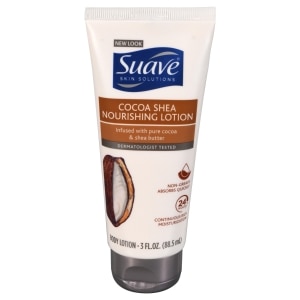 NEW LOOK
Suave
SKIN SOLUTIONS
COCOA SHEA
NOURISHING LOTION
Infused with pure cocoa
& shea butter
DERMATOLOGIST TESTED
NON-GREASY
ABSORBS QUICKLY
24
CONTINUOUS
MOISTURIZATION
BODY LOTION - 3 FL. OZ. (88.5 mL)